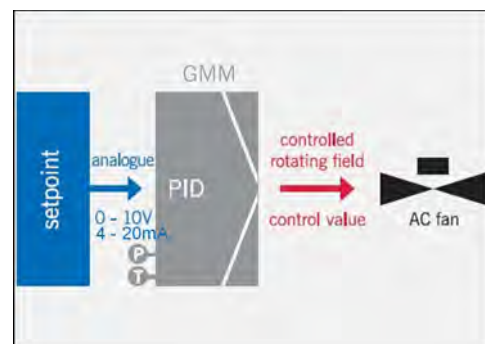 GMM
setpoint
analogue
0 - 10V
4 - 20mA
PID
P
T
controlled
rotating field
control value
AC fan